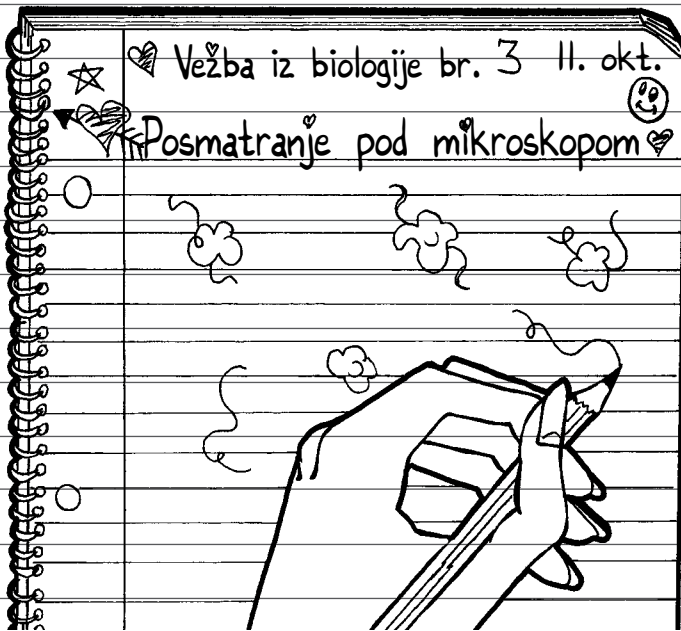 Vežba iz biologije br. 3 11. okt.
Posmatranje pod mikroskopom